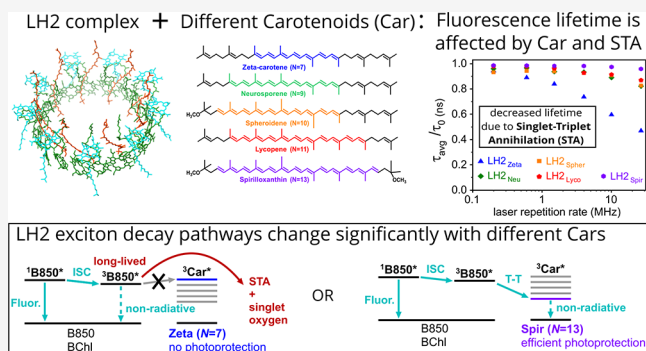 LH2 complex + Different Carotenoids (Car): Fluorescence lifetime is
affected by Car and STA
Zeta-carotene (N=7)
Neurosporene (N=9)
H₃CO
Spheroidene (N=10)
Lycopene (N=11)
H₃CO
Spirilloxanthin (N=13)
OCH₃
τavg /τ0 (ns)
1.0
0.8
0.6
0.4
0.2
0.0
decreased lifetime
due to Singlet-Triplet
Annihilation (STA)
LH2Zeta
LH2Spher
LH2Neu
LH2Lyco
LH2Spir
1
10
laser repetition rate (MHz)
LH2 exciton decay pathways change significantly with different Cars
long-lived
¹B850*
ISC
³B850*
³Car*
Fluor.
non-radiative
STA
+
singlet
oxygen
B850
BChl
Zeta (N=7)
no photoprotection
OR
¹B850*
ISC
³B850*
T-T
³Car*
Fluor.
non-radiative
B850
BChl
Spir (N=13)
efficient photoprotection